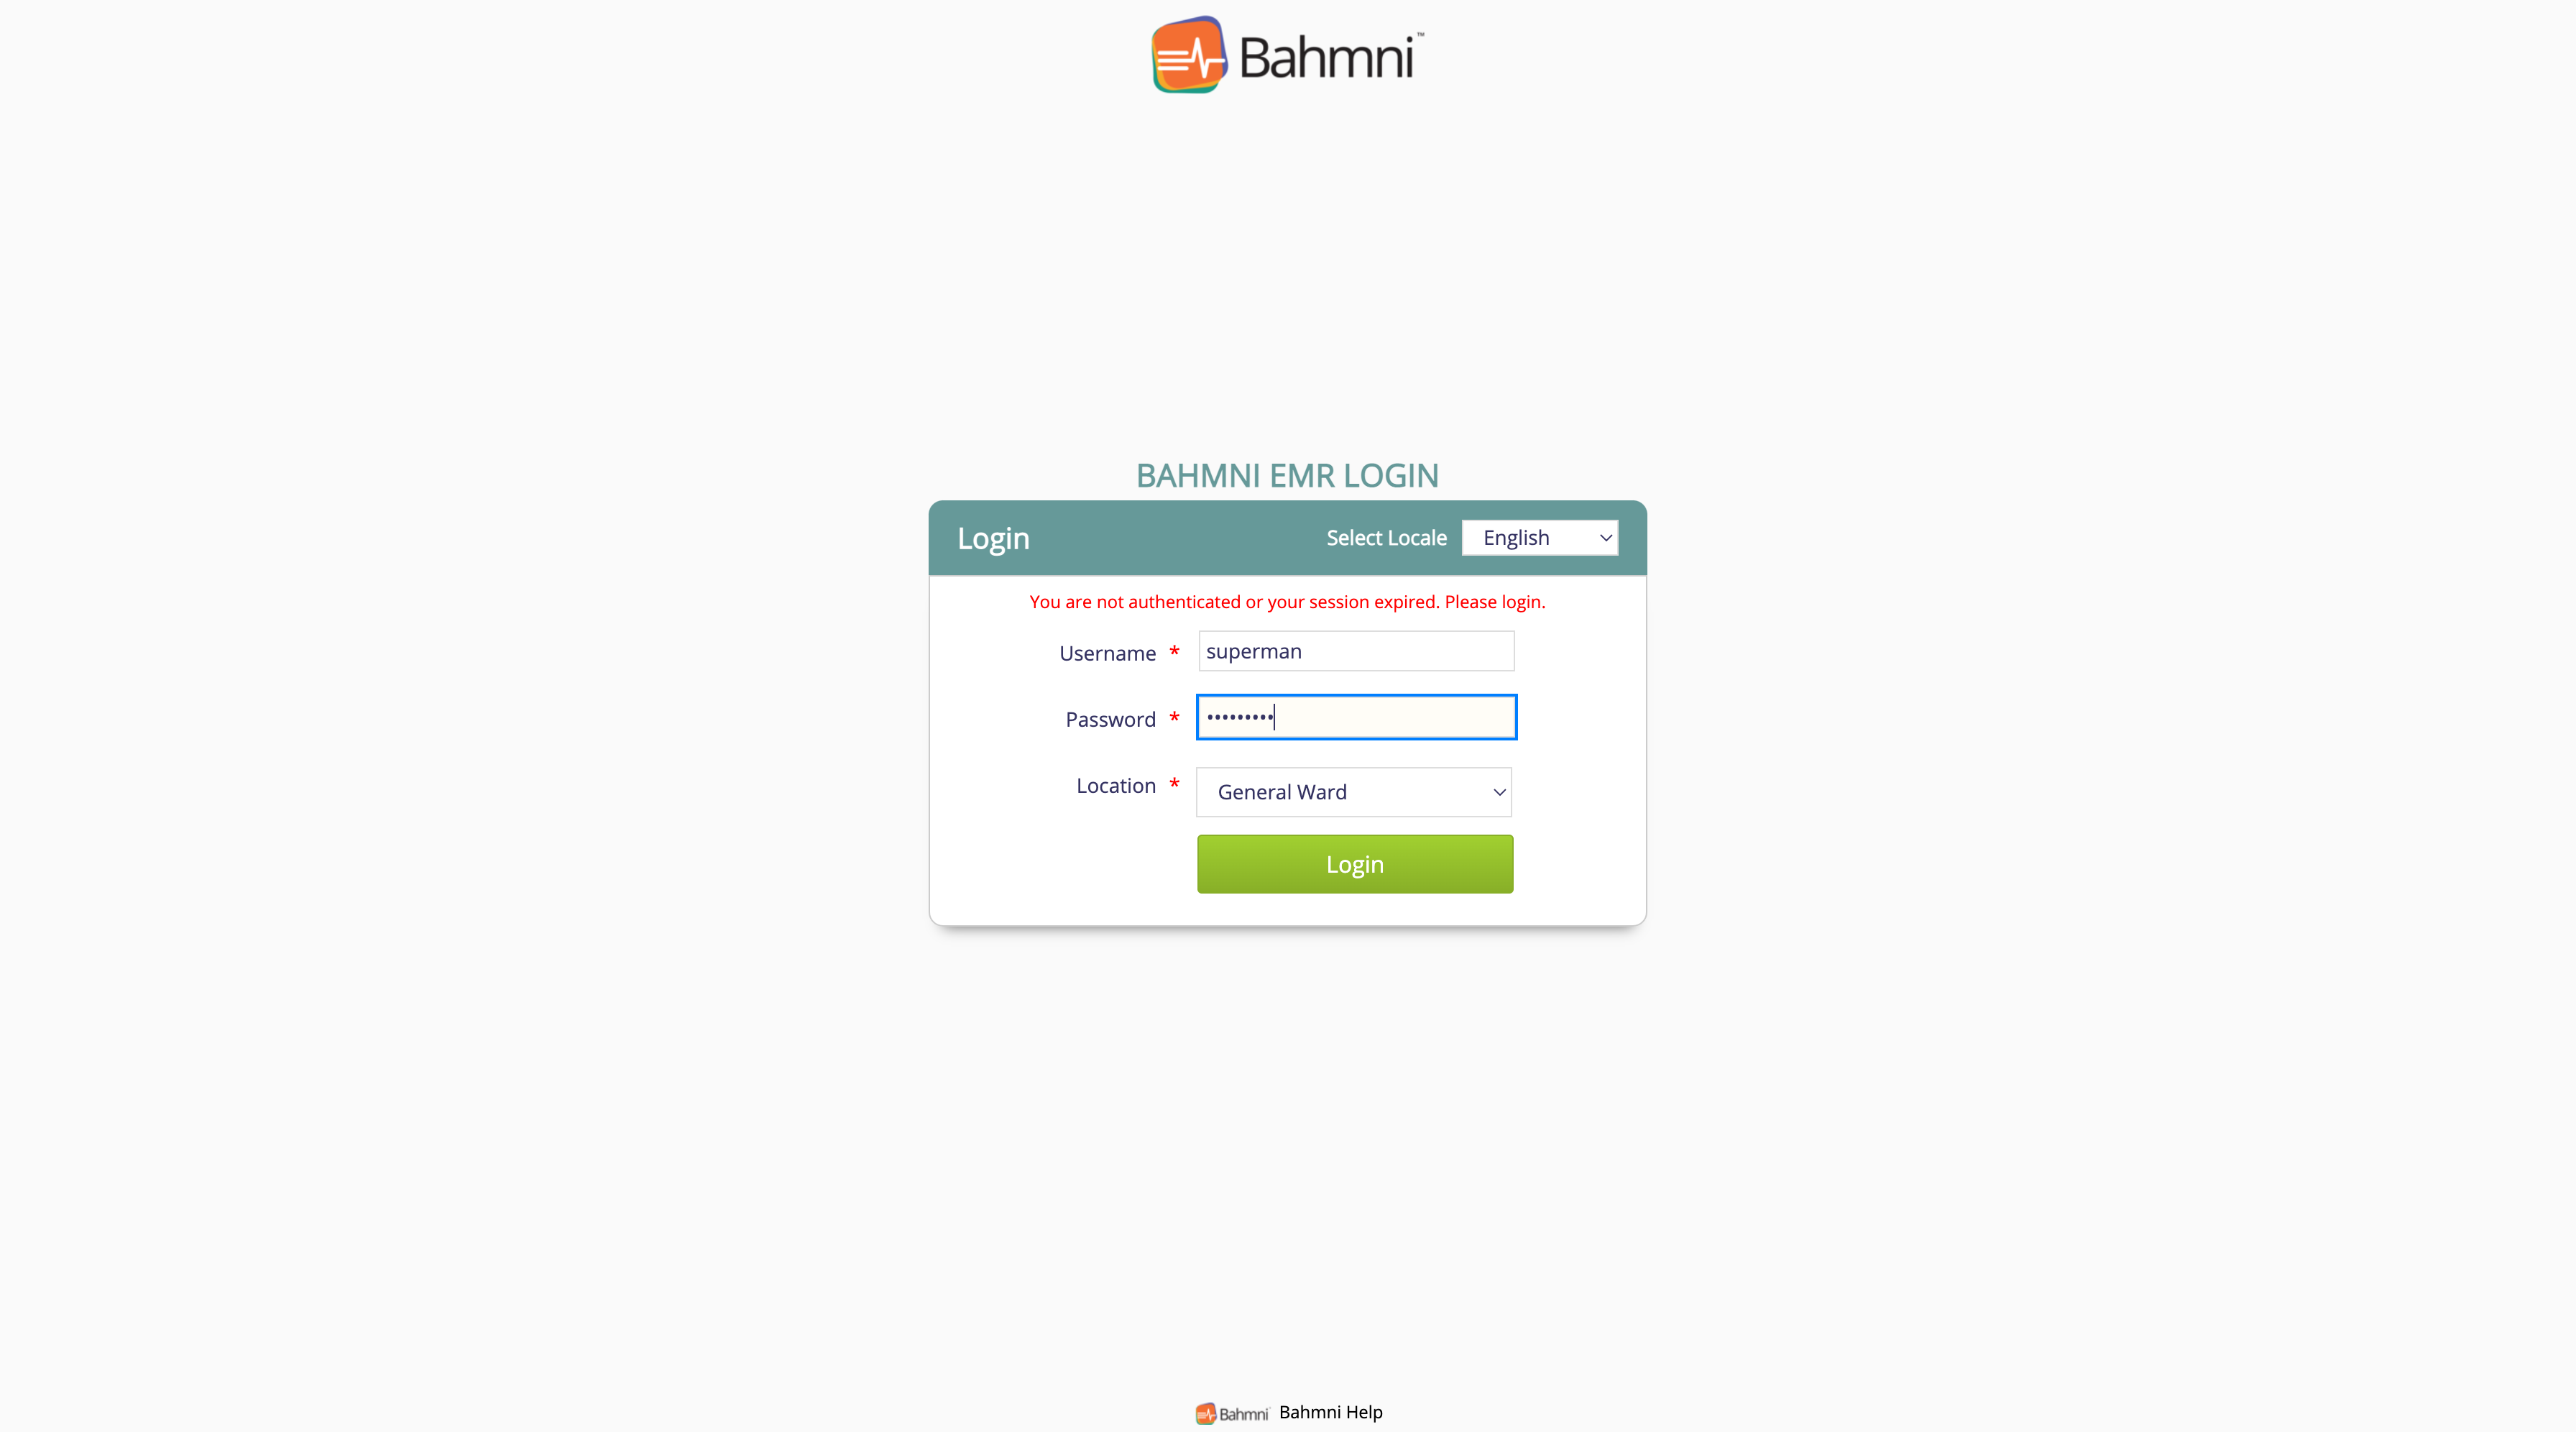 Bahmni™
BAHMNI EMR LOGIN
Login Select Locale English
You are not authenticated or your session expired. Please login.
Username * superman
Password * •••••••••
Location * General Ward
Login
Bahmni Bahmni Help